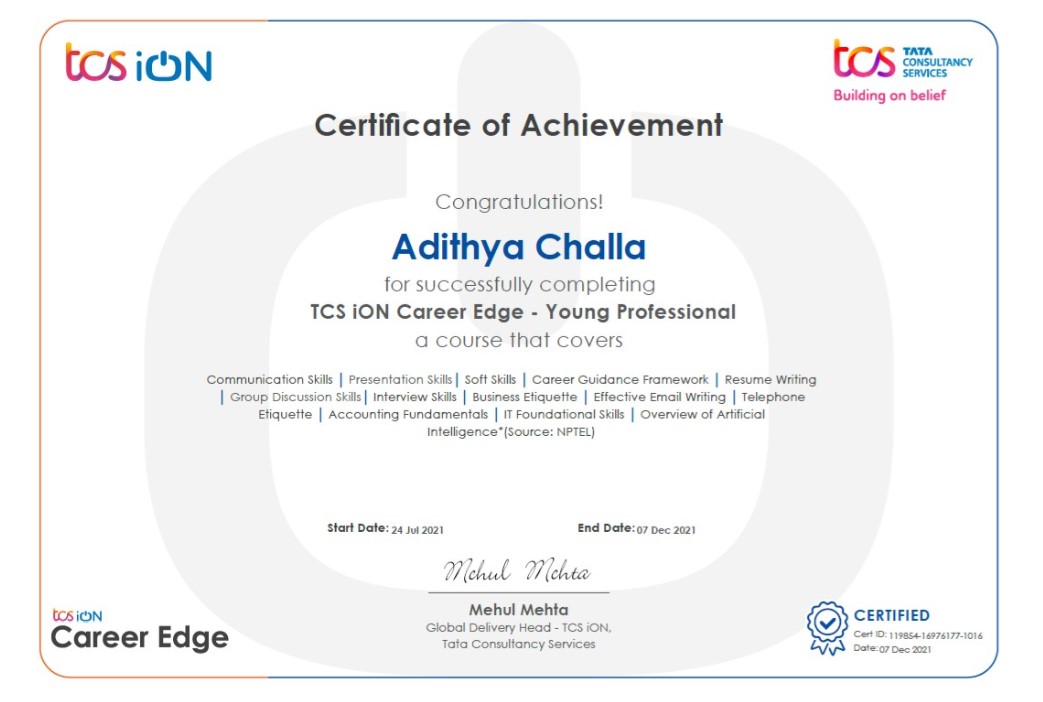 tcs iON
tcs TATA
CONSULTANCY
SERVICES
Building on belief
Certificate of Achievement
Congratulations!
Adithya Challa
for successfully completing
TCS iON Career Edge - Young Professional
a course that covers
Communication Skills | Presentation Skills | Soft Skills | Career Guidance Framework | Resume Writing
| Group Discussion Skills | Interview Skills | Business Etiquette | Effective Email Writing | Telephone
Etiquette | Accounting Fundamentals | IT Foundational Skills | Overview of Artificial
Intelligence*(Source: NPTEL)
Start Date: 24 Jul 2021 End Date: 07 Dec 2021
Mehul Mehta
Mehul Mehta
Global Delivery Head - TCS iON,
Tata Consultancy Services
tcs iON
Career Edge
CERTIFIED
Cert ID: 119854-16976177-1016
Date: 07 Dec 2021